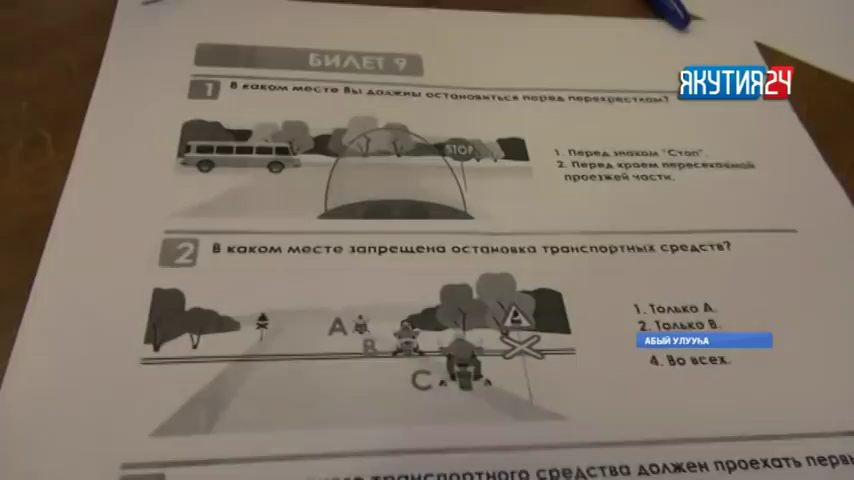 БИЛЕТ 9
ЯКУТИЯ24
1 В каком месте Вы должны остановиться перед перекрестком?
STOP
1. Перед знаком "Стоп".
2. Перед краем пересекаемой
проезжей части.
2 В каком месте запрещена остановка транспортных средств?
A
B
C
1. Только А.
2. Только В.
АБЫЙ УЛУУҺА
4. Во всех.
транспортного средства должен проехать первы